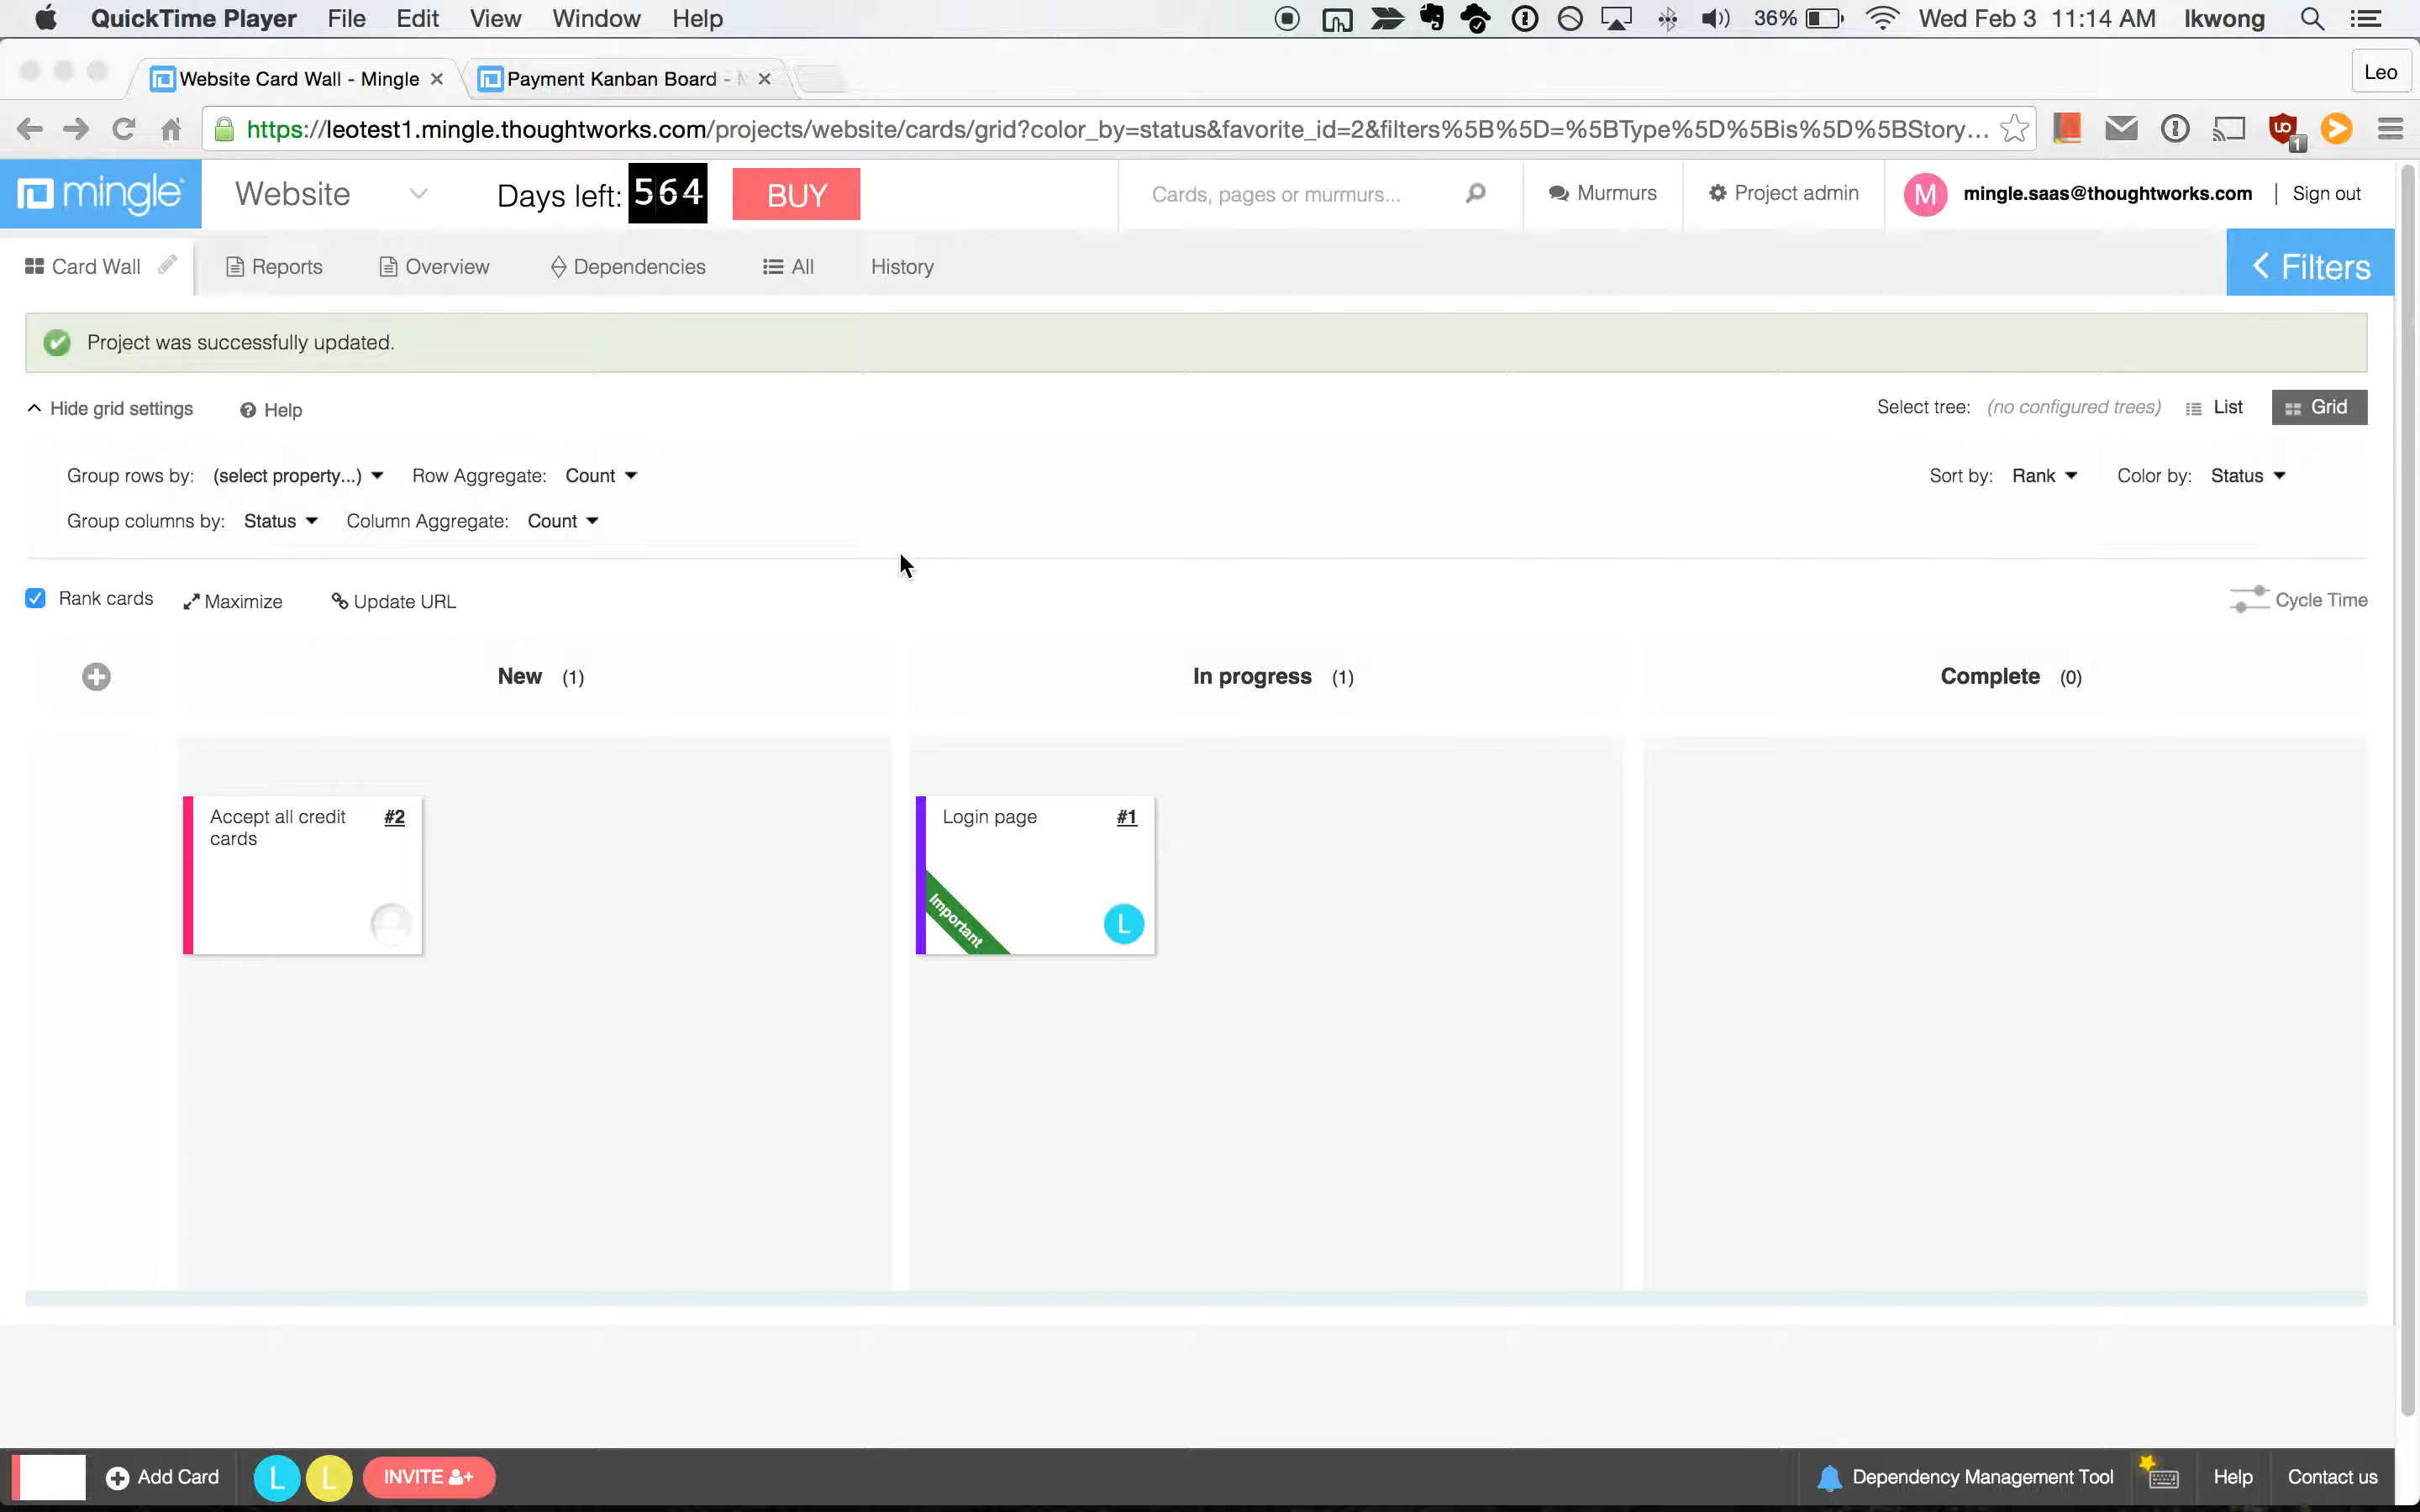 QuickTime Player File Edit View Window Help 36% Wed Feb 3 11:14 AM lkwong
Website Card Wall - Mingle Payment Kanban Board - Leo
https://leotest1.mingle.thoughtworks.com/projects/website/cards/grid?color_by=status&favorite_id=2&filters%5B%5D=%5BType%5D%5Bis%5D%5BStory...
mingle Website Days left: 564 BUY Cards, pages or murmurs... Murmurs Project admin M mingle.saas@thoughtworks.com | Sign out
Card Wall Reports Overview Dependencies All History Filters
Project was successfully updated.
Hide grid settings Help Select tree: (no configured trees) List Grid
Group rows by: (select property...) Row Aggregate: Count Sort by: Rank Color by: Status
Group columns by: Status Column Aggregate: Count
Rank cards Maximize Update URL Cycle Time
New (1) In progress (1) Complete (0)
Accept all credit #2 Login page #1
cards
Important L
Add Card L L INVITE Dependency Management Tool Help Contact us